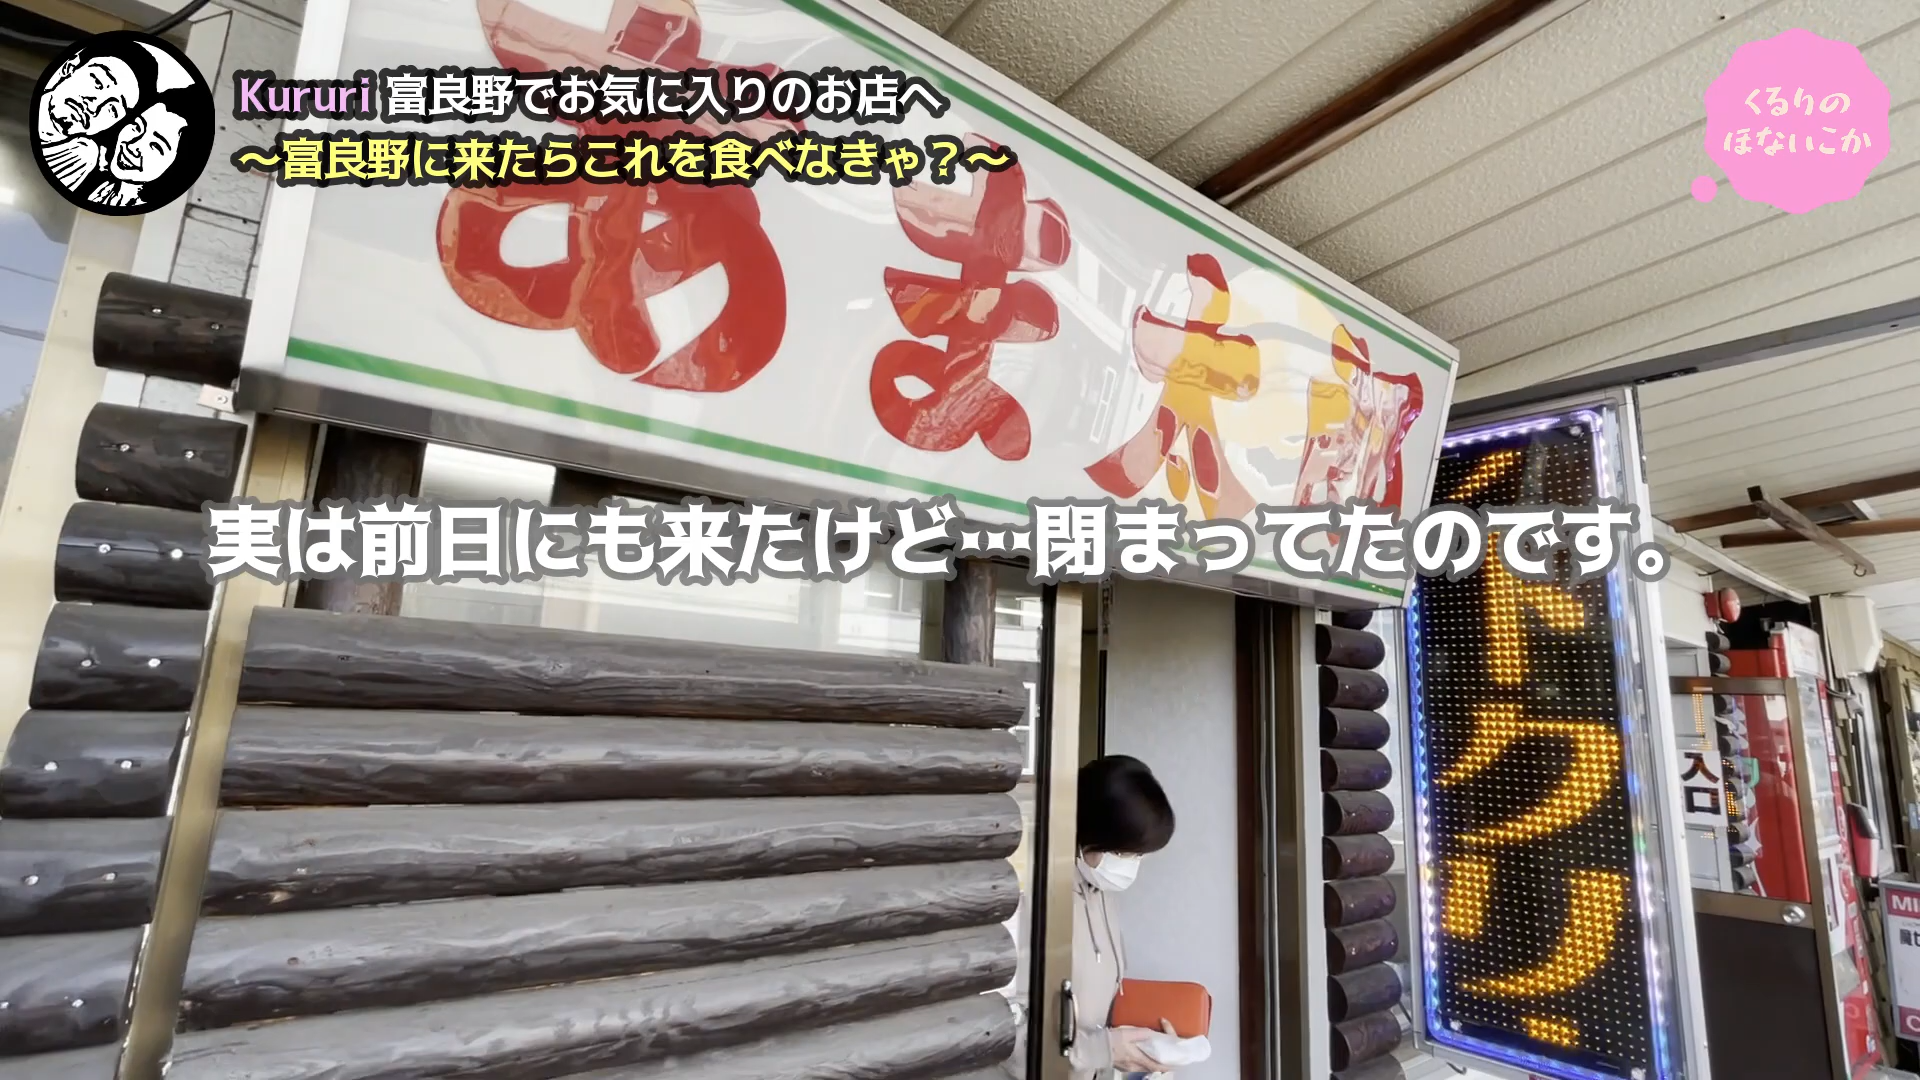 Kururi 富良野でお気に入りのお店へ
〜富良野に来たらこれを食べなきゃ？〜
くるりの
ほないこか
あまた
実は前日にも来たけど…閉まってたのです。
トクリ
入口
MI